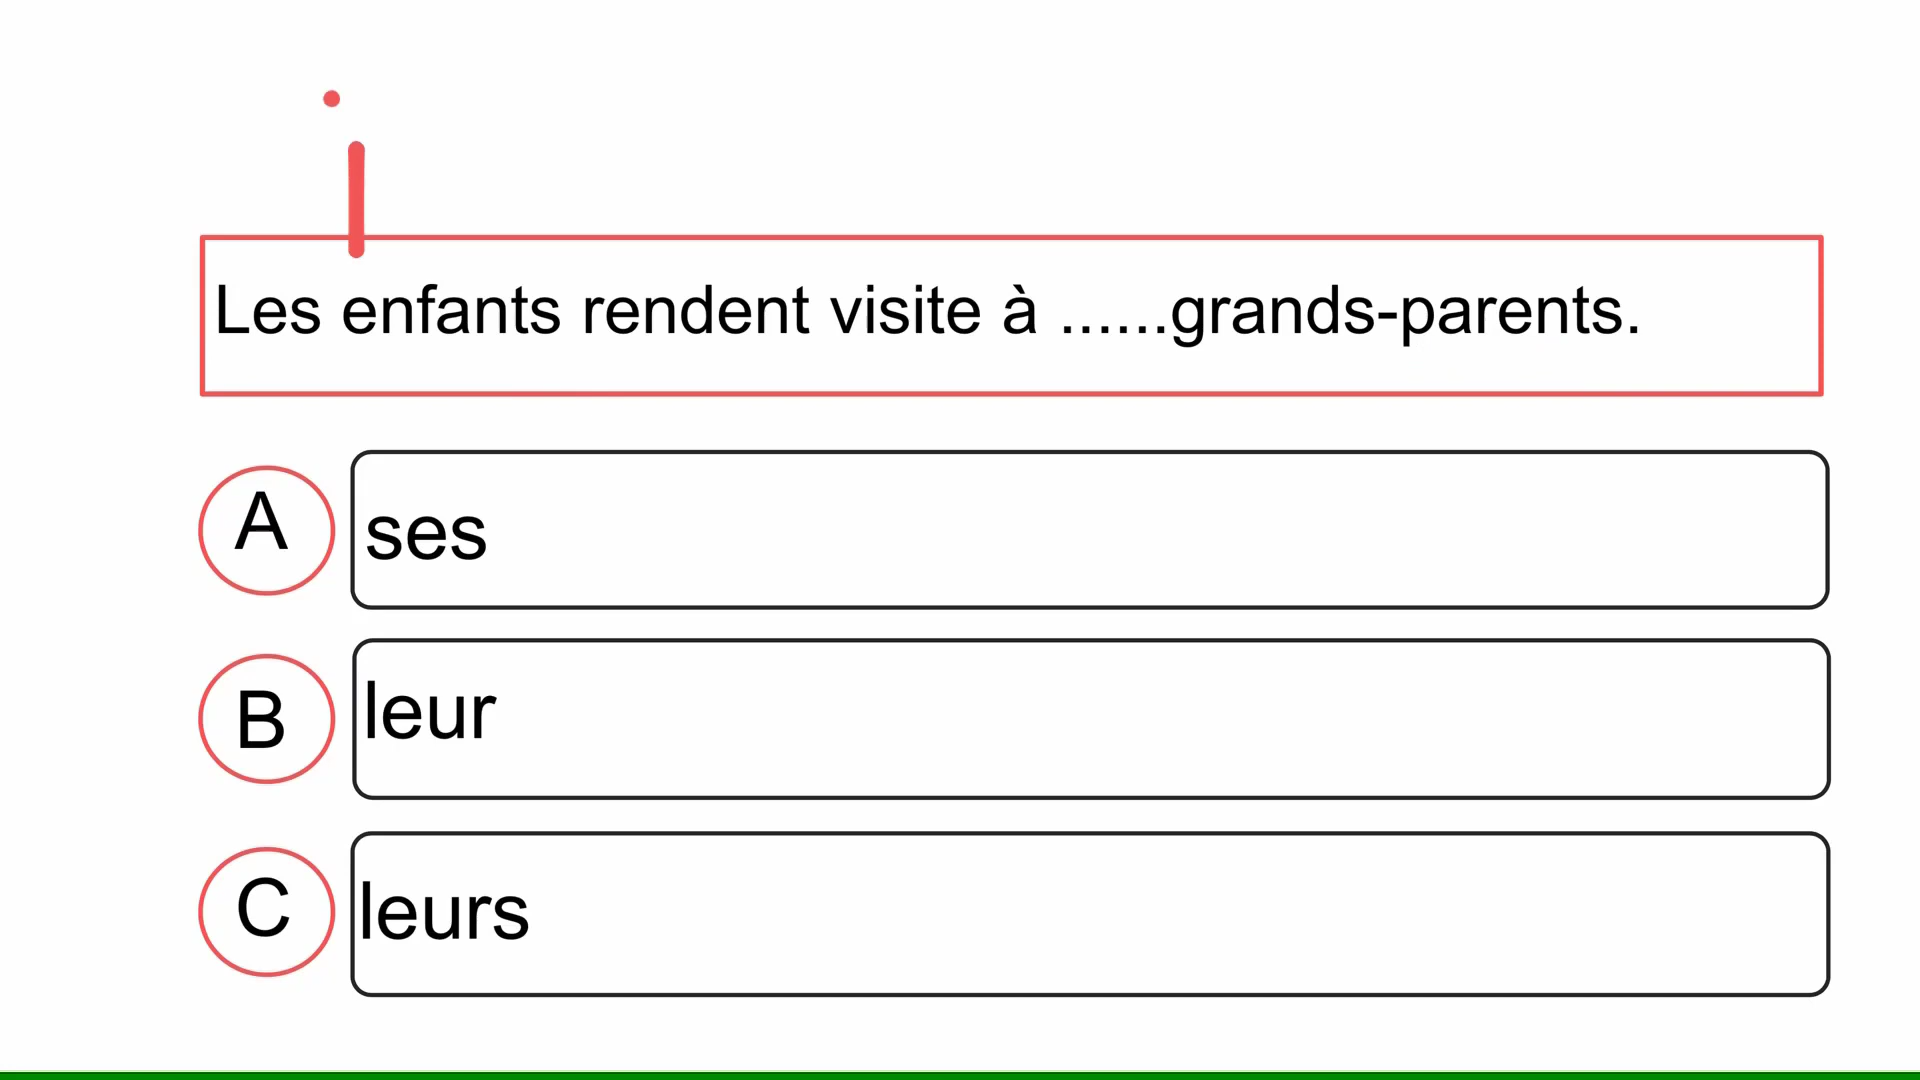 Les enfants rendent visite à ......grands-parents.
A
ses
B
leur
C
leurs